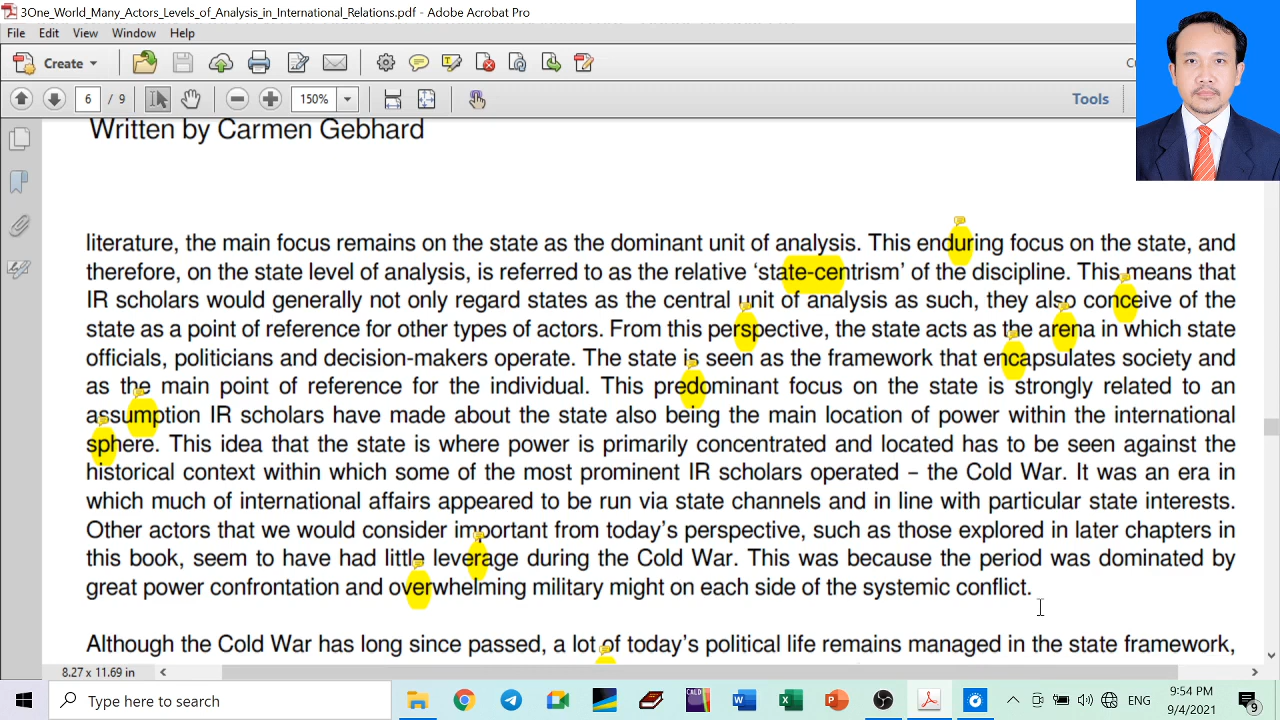 3One_World_Many_Actors_Levels_of_Analysis_in_International_Relations.pdf - Adobe Acrobat Pro
File Edit View Window Help
Create
6 / 9 150% Tools
Written by Carmen Gebhard
literature, the main focus remains on the state as the dominant unit of analysis. This enduring focus on the state, and
therefore, on the state level of analysis, is referred to as the relative ‘state-centrism’ of the discipline. This means that
IR scholars would generally not only regard states as the central unit of analysis as such, they also conceive of the
state as a point of reference for other types of actors. From this perspective, the state acts as the arena in which state
officials, politicians and decision-makers operate. The state is seen as the framework that encapsulates society and
as the main point of reference for the individual. This predominant focus on the state is strongly related to an
assumption IR scholars have made about the state also being the main location of power within the international
sphere. This idea that the state is where power is primarily concentrated and located has to be seen against the
historical context within which some of the most prominent IR scholars operated – the Cold War. It was an era in
which much of international affairs appeared to be run via state channels and in line with particular state interests.
Other actors that we would consider important from today’s perspective, such as those explored in later chapters in
this book, seem to have had little leverage during the Cold War. This was because the period was dominated by
great power confrontation and overwhelming military might on each side of the systemic conflict.
Although the Cold War has long since passed, a lot of today’s political life remains managed in the state framework,
8.27 x 11.69 in
Type here to search
CALD
ENG
9:54 PM
9/4/2021
9